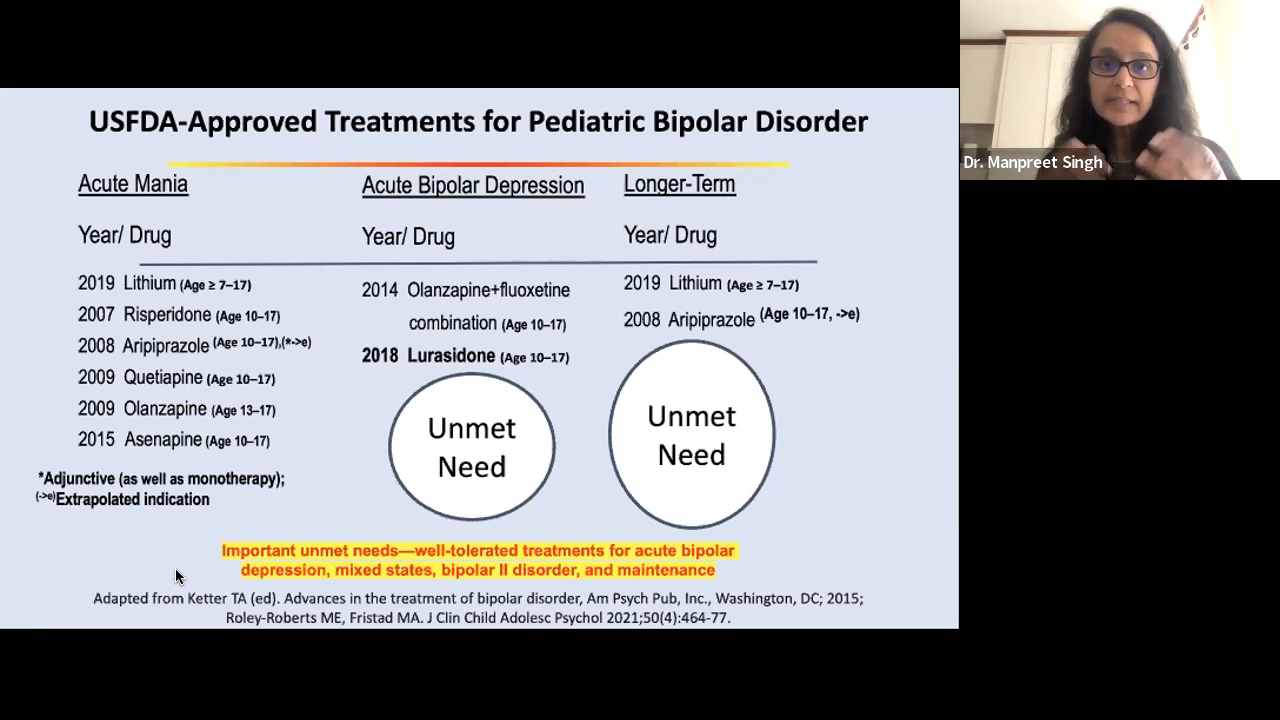 USFDA-Approved Treatments for Pediatric Bipolar Disorder
Acute Mania
Year/ Drug
2019 Lithium (Age ≥ 7–17)
2007 Risperidone (Age 10–17)
2008 Aripiprazole (Age 10–17),(*->e)
2009 Quetiapine (Age 10–17)
2009 Olanzapine (Age 13–17)
2015 Asenapine (Age 10–17)
*Adjunctive (as well as monotherapy);
(->e)Extrapolated indication
Acute Bipolar Depression
Year/ Drug
2014 Olanzapine+fluoxetine
combination (Age 10–17)
2018 Lurasidone (Age 10–17)
Unmet
Need
Longer-Term
Year/ Drug
2019 Lithium (Age ≥ 7–17)
2008 Aripiprazole (Age 10–17, ->e)
Unmet
Need
Important unmet needs—well-tolerated treatments for acute bipolar
depression, mixed states, bipolar II disorder, and maintenance
Adapted from Ketter TA (ed). Advances in the treatment of bipolar disorder, Am Psych Pub, Inc., Washington, DC; 2015;
Roley-Roberts ME, Fristad MA. J Clin Child Adolesc Psychol 2021;50(4):464-77.
Dr. Manpreet Singh